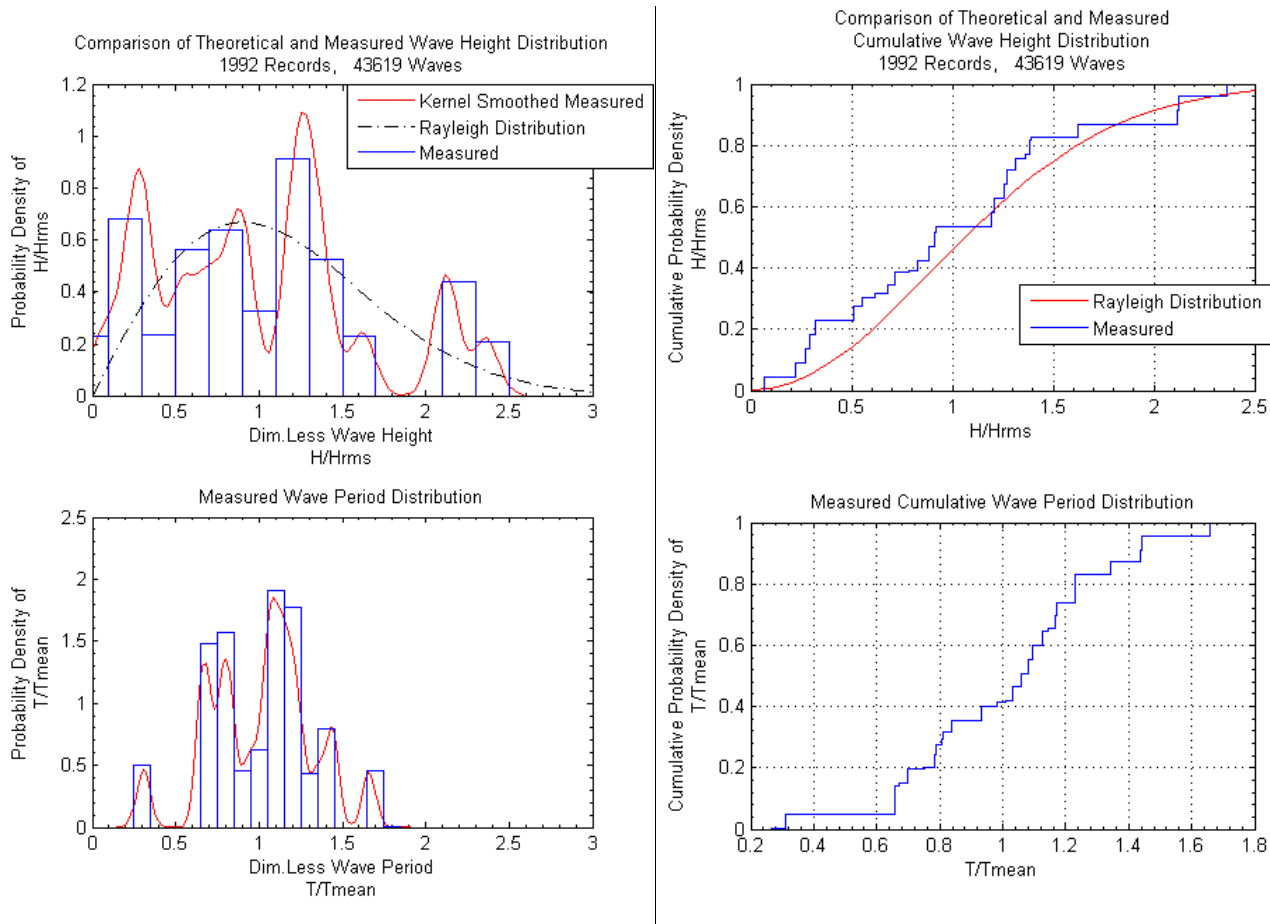 Comparison of Theoretical and Measured Wave Height Distribution
1992 Records, 43619 Waves
1.2
1
0.8
0.6
0.4
0.2
0
Probability Density of
H/Hrms
Kernel Smoothed Measured
Rayleigh Distribution
Measured
0 0.5 1 1.5 2 2.5 3
Dim.Less Wave Height
H/Hrms
Comparison of Theoretical and Measured
Cumulative Wave Height Distribution
1992 Records, 43619 Waves
1
0.8
0.6
0.4
0.2
0
Cumulative Probability Density
H/Hrms
Rayleigh Distribution
Measured
0 0.5 1 1.5 2 2.5
H/Hrms
Measured Wave Period Distribution
2.5
2
1.5
1
0.5
0
Probability Density of
T/Tmean
0 0.5 1 1.5 2 2.5 3
Dim.Less Wave Period
T/Tmean
Measured Cumulative Wave Period Distribution
1
0.8
0.6
0.4
0.2
0
Cumulative Probability Density of
T/Tmean
0.2 0.4 0.6 0.8 1 1.2 1.4 1.6 1.8
T/Tmean